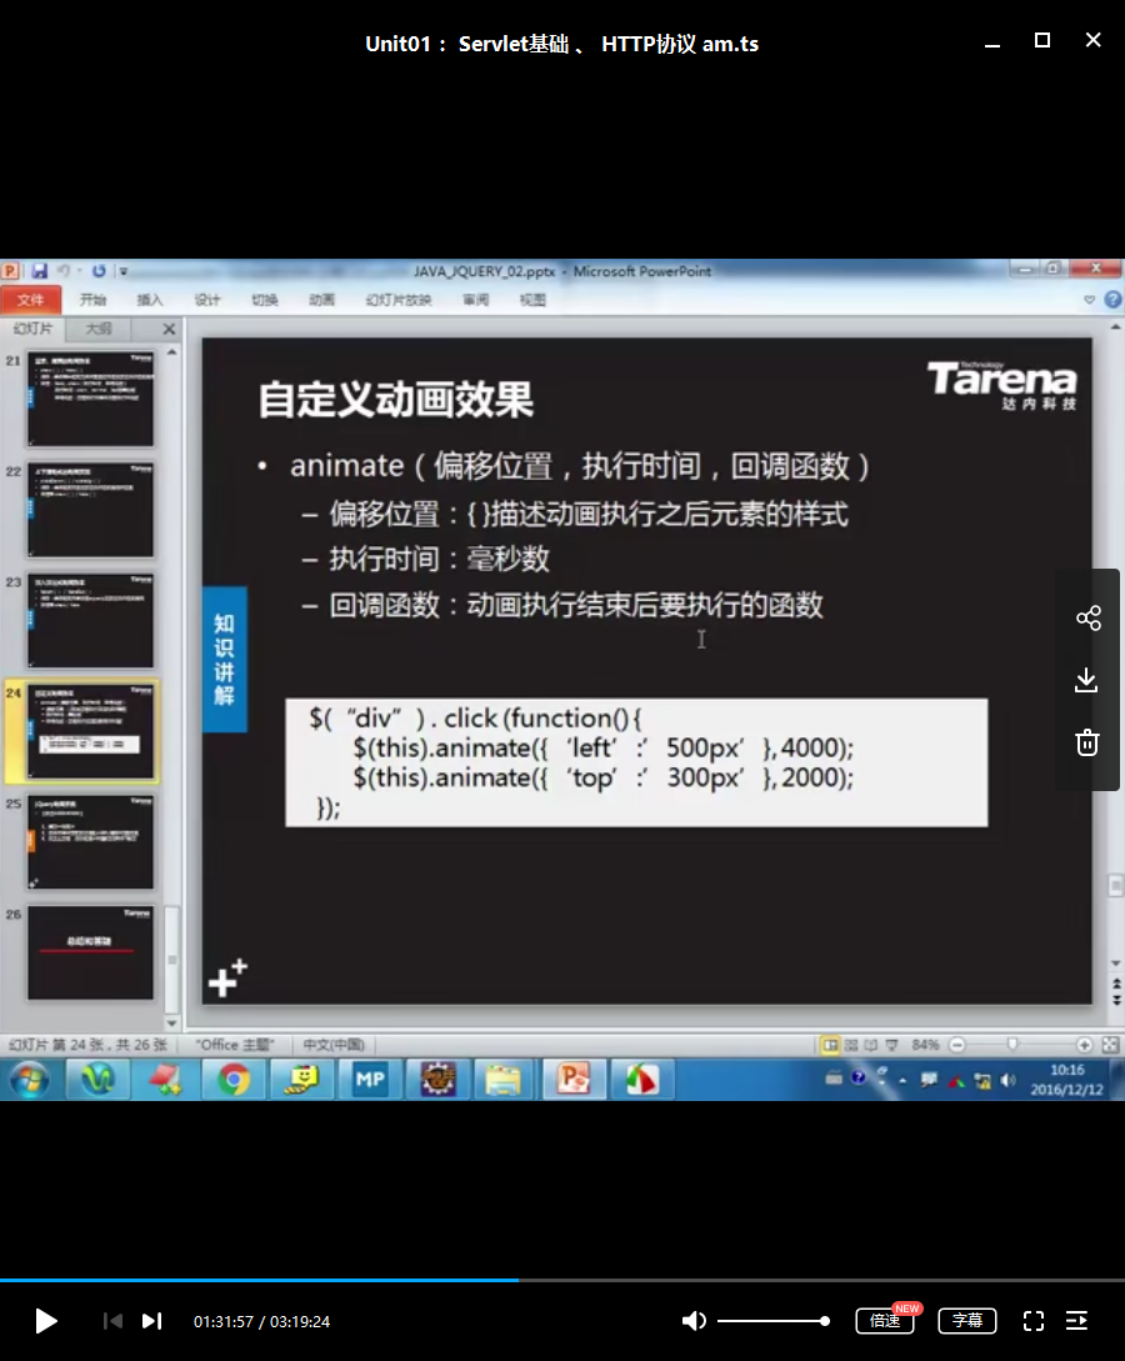 Unit01： Servlet基础 、 HTTP协议 am.ts
JAVA_JQUERY_02.pptx - Microsoft PowerPoint
文件 开始 插入 设计 切换 动画 幻灯片放映 审阅 视图
幻灯片 大纲
21
22
23
24
25
26
总结和答疑
自定义动画效果
Technology
Tarena
达内科技
• animate（偏移位置，执行时间，回调函数）
– 偏移位置：{ }描述动画执行之后元素的样式
– 执行时间：毫秒数
– 回调函数：动画执行结束后要执行的函数
知识讲解
$( “div” ) . click (function(){
$(this).animate({ ‘left’ :’ 500px’ }, 4000);
$(this).animate({ ‘top’ :’ 300px’ }, 2000);
});
幻灯片 第 24 张，共 26 张 "Office 主题" 中文(中国) 84%
MP
10:16
2016/12/12
01:31:57 / 03:19:24
倍速 NEW 字幕